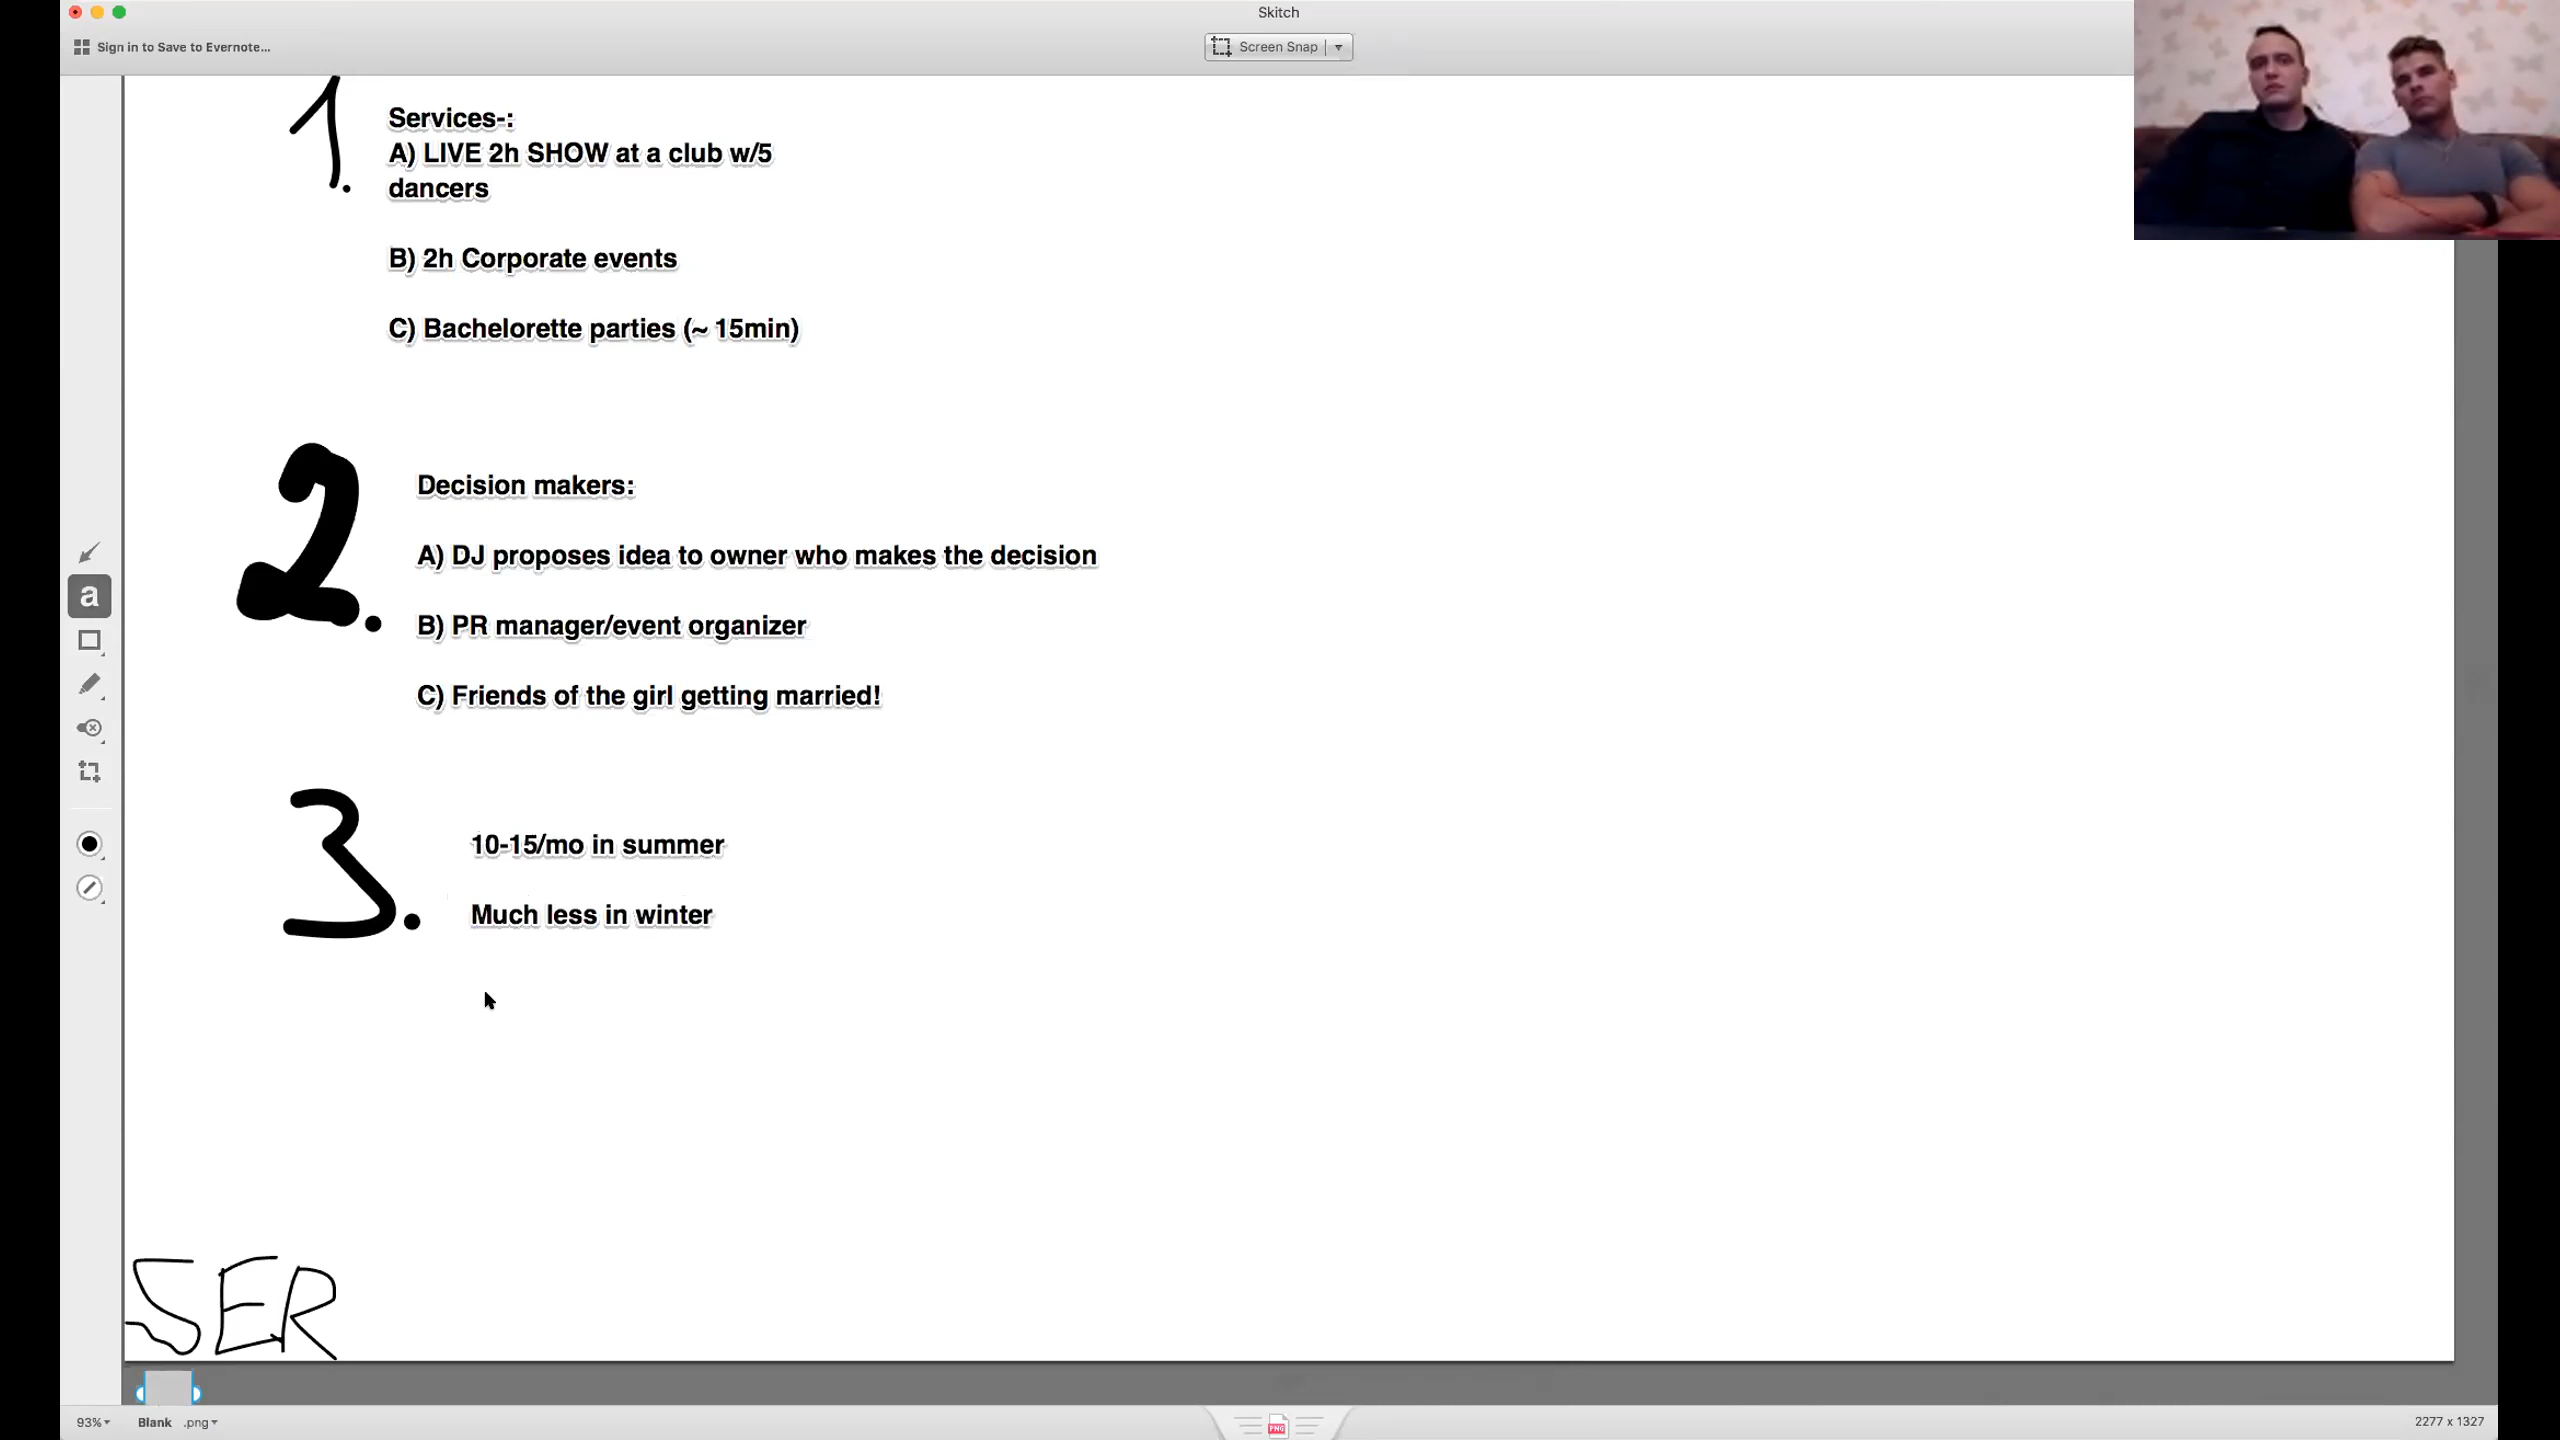 Skitch
Sign in to Save to Evernote...
Screen Snap
1.
Services-:
A) LIVE 2h SHOW at a club w/5
dancers
B) 2h Corporate events
C) Bachelorette parties (~ 15min)
2.
Decision makers:
A) DJ proposes idea to owner who makes the decision
B) PR manager/event organizer
C) Friends of the girl getting married!
a
3.
10-15/mo in summer
Much less in winter
SER
93% Blank .png
PNG
2277 x 1327